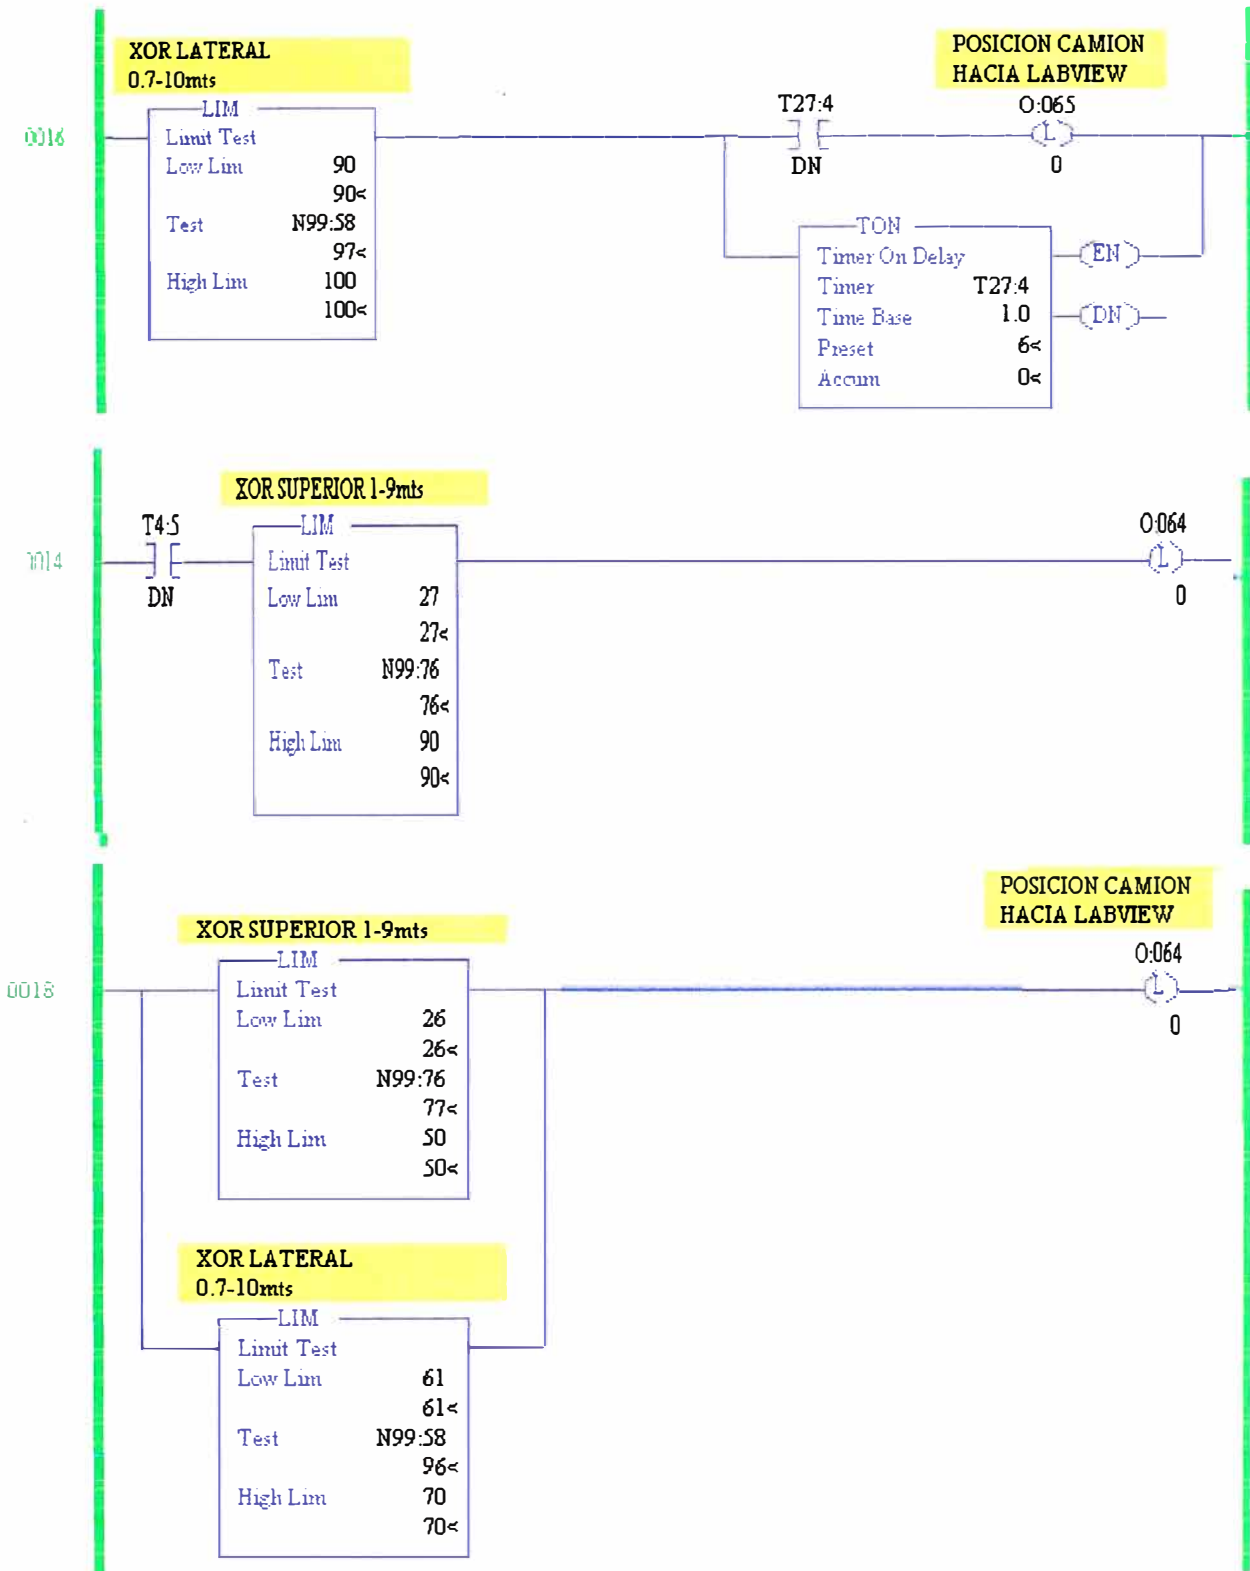 XOR LATERAL
0.7-10mts
POSICION CAMION
HACIA LABVIEW
LIM
T27:4
O:065
0016
Limit Test
L
Low Lim 90
DN
0
90<
Test N99:58
TON
97<
Timer On Delay
EN
High Lim 100
Timer T27:4
100<
Time Base 1.0
DN
Preset 6<
Accum 0<
XOR SUPERIOR 1-9mts
T4:5
LIM
O:064
0014
Limit Test
L
DN
Low Lim 27
0
27<
Test N99:76
76<
High Lim 90
90<
POSICION CAMION
HACIA LABVIEW
XOR SUPERIOR 1-9mts
LIM
O:064
0018
Limit Test
L
Low Lim 26
0
26<
Test N99:76
77<
High Lim 50
50<
XOR LATERAL
0.7-10mts
LIM
Limit Test
Low Lim 61
61<
Test N99:58
96<
High Lim 70
70<